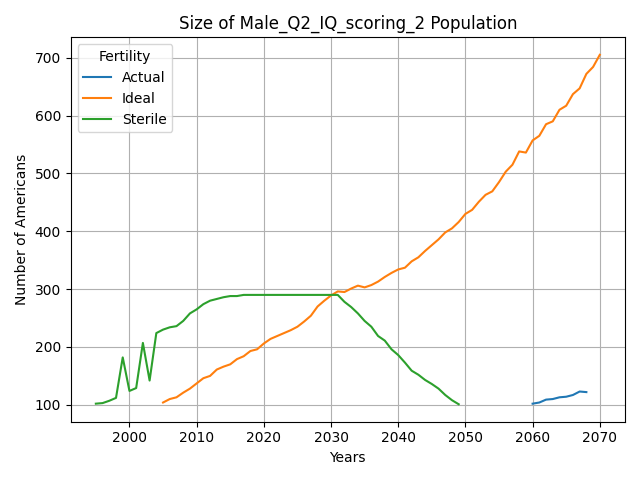 Size of Male_Q2_IQ_scoring_2 Population
Fertility
Actual
Ideal
Sterile
Number of Americans
700
600
500
400
300
200
100
2000
2010
2020
2030
2040
2050
2060
2070
Years